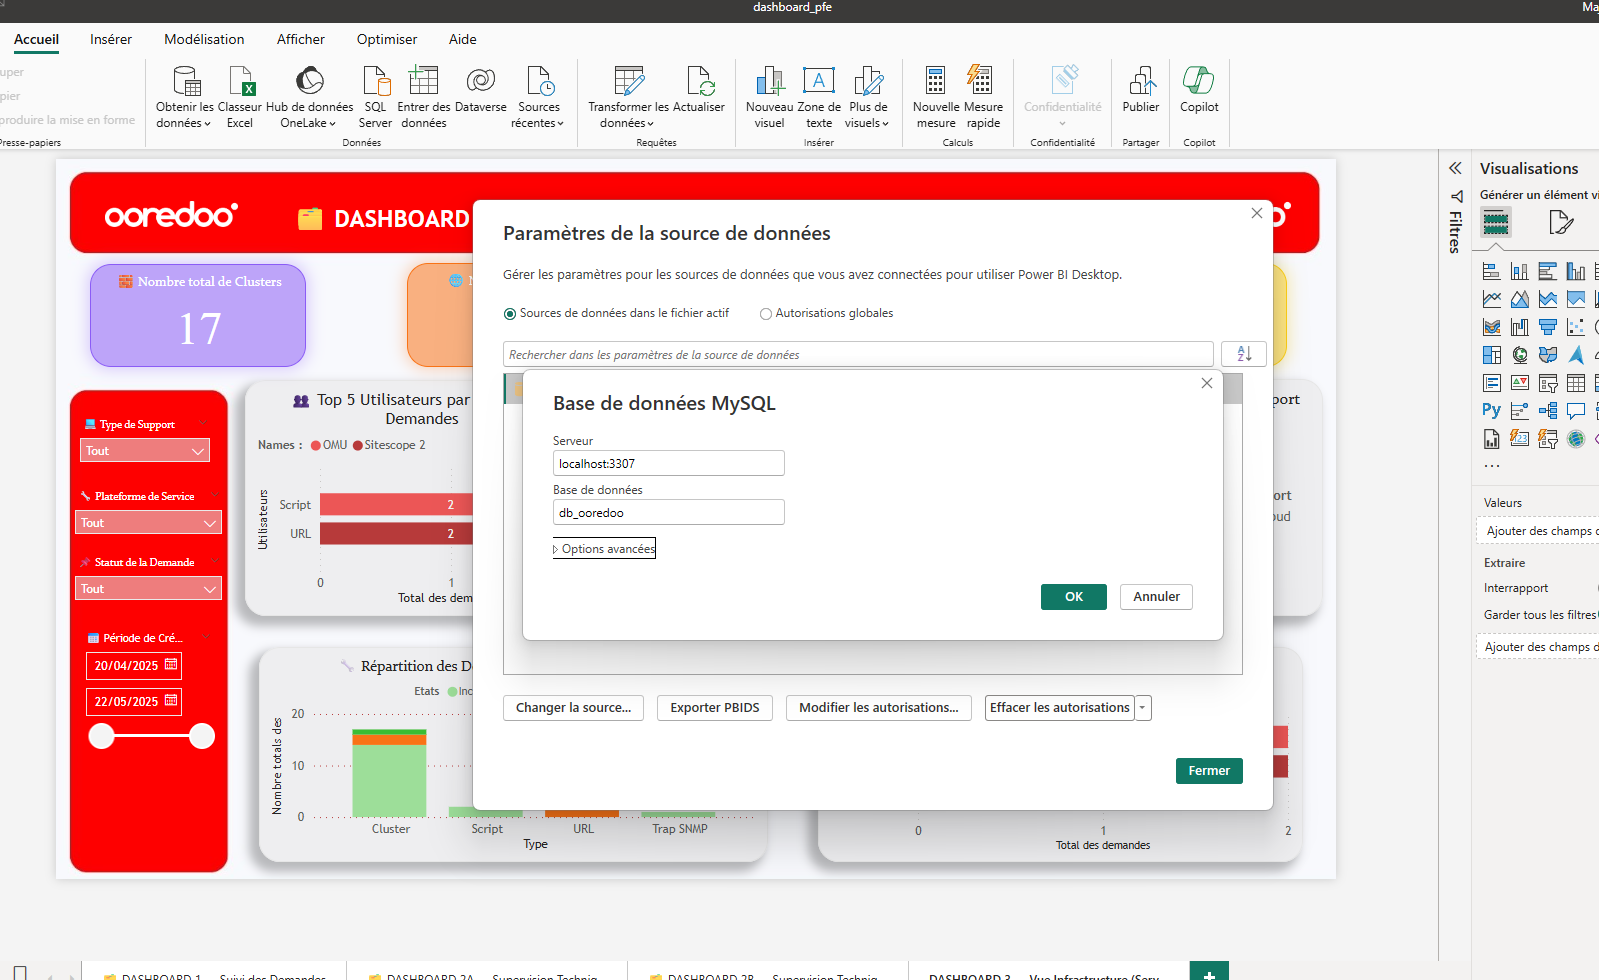 dashboard_pfe
Accueil
Insérer
Modélisation
Afficher
Optimiser
Aide
uper
pier
produire la mise en forme
Presse-papiers
Obtenir les données
Classeur Excel
Hub de données OneLake
SQL Server
Entrer des données
Dataverse
Sources récentes
Données
Transformer les données
Actualiser
Requêtes
Nouveau visuel
Zone de texte
Plus de visuels
Insérer
Nouvelle mesure
Mesure rapide
Calculs
Confidentialité
Confidentialité
Publier
Partager
Copilot
Copilot
ooredoo
DASHBOARD
Nombre total de Clusters
17
Type de Support
Tout
Plateforme de Service
Tout
Statut de la Demande
Tout
Période de Cré...
20/04/2025
22/05/2025
Top 5 Utilisateurs par
Demandes
Names :
OMU
Sitescope 2
Utilisateurs
Script
2
URL
2
0
1
Total des dem
Répartition des D
Etats
Inc
Nombre totals des
20
10
0
Cluster
Script
URL
Trap SNMP
Type
port
ort
oud
0
1
2
Total des demandes
Paramètres de la source de données
Gérer les paramètres pour les sources de données que vous avez connectées pour utiliser Power BI Desktop.
Sources de données dans le fichier actif
Autorisations globales
Rechercher dans les paramètres de la source de données
A
Z
Base de données MySQL
Serveur
localhost:3307
Base de données
db_ooredoo
Options avancées
OK
Annuler
Changer la source...
Exporter PBIDS
Modifier les autorisations...
Effacer les autorisations
Fermer
Filtres
Visualisations
Générer un élément vi
Py
123
...
Valeurs
Ajouter des champs d
Extraire
Interrapport
Garder tous les filtres
Ajouter des champs d
DASHBOARD 1
Suivi des Demandes
DASHBOARD 2A
Supervision Techniq
DASHBOARD 2B
Supervision Techniq
DASHBOARD 3
Vue Infrastructure (Serv
+